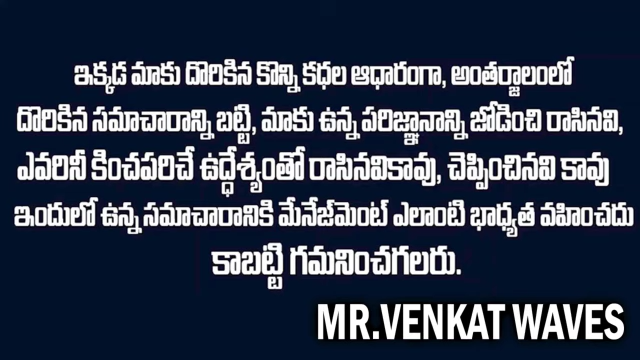 ఇక్కడ మాకు దొరికిన కొన్ని కధల ఆధారంగా, అంతర్జాలంలో
దొరికిన సమాచారాన్ని బట్టి, మాకు ఉన్న పరిజ్ఞానాన్ని జోడించి రాసినవి,
ఎవరినీ కించపరిచే ఉద్ధేశ్యంతో రాసినవికావు, చెప్పించినవి కావు
ఇందులో ఉన్న సమాచారానికి మేనేజ్‌మెంట్ ఎలాంటి భాధ్యత వహించదు
కాబట్టి గమనించగలరు.
MR.VENKAT WAVES